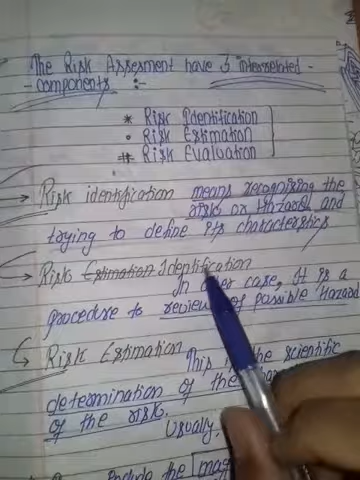 The Risk Assesment have 3 interrelated -
- components :-
* Risk Identification
• Risk Estimation
# Risk Evaluation
→ Risk identification means recognising the
risk or Hazard and
trying to define its characteristics
→ Risk Estimation Identification
In other case, It is a
procedure to review of possible Hazard
→ Risk Estimation
This is the scientific
determination of the
of the risk.
Usually,
include the